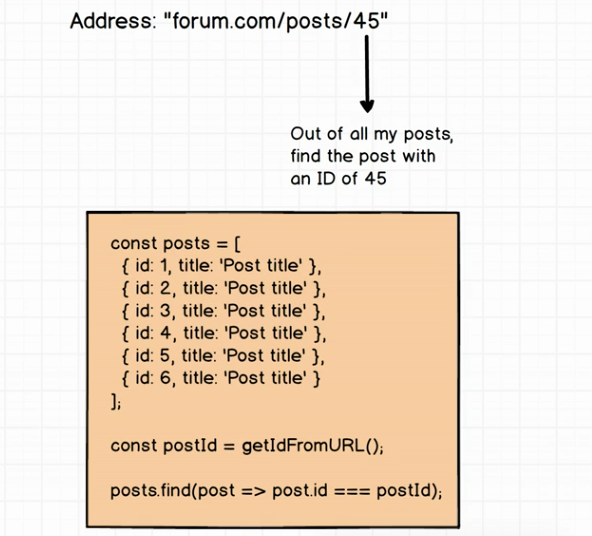 Address: "forum.com/posts/45"
Out of all my posts,
find the post with
an ID of 45
const posts = [
{ id: 1, title: 'Post title' },
{ id: 2, title: 'Post title' },
{ id: 3, title: 'Post title' },
{ id: 4, title: 'Post title' },
{ id: 5, title: 'Post title' },
{ id: 6, title: 'Post title' }
];
const postId = getIdFromURL();
posts.find(post => post.id === postId);